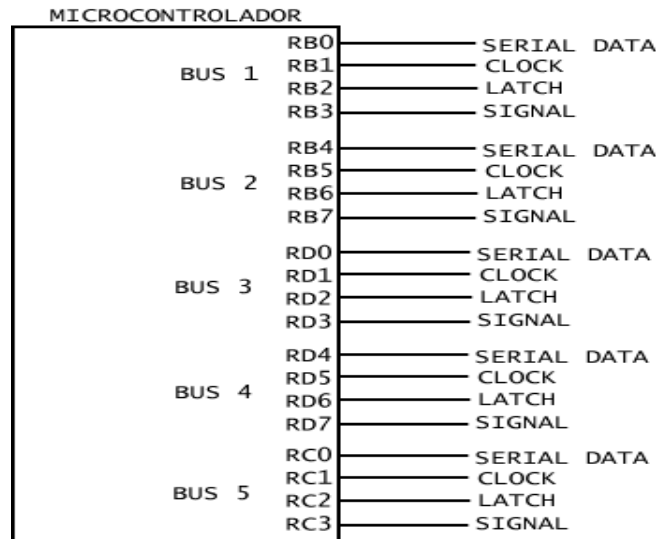 MICROCONTROLADOR
BUS 1
RB0 SERIAL DATA
RB1 CLOCK
RB2 LATCH
RB3 SIGNAL
BUS 2
RB4 SERIAL DATA
RB5 CLOCK
RB6 LATCH
RB7 SIGNAL
BUS 3
RD0 SERIAL DATA
RD1 CLOCK
RD2 LATCH
RD3 SIGNAL
BUS 4
RD4 SERIAL DATA
RD5 CLOCK
RD6 LATCH
RD7 SIGNAL
BUS 5
RC0 SERIAL DATA
RC1 CLOCK
RC2 LATCH
RC3 SIGNAL